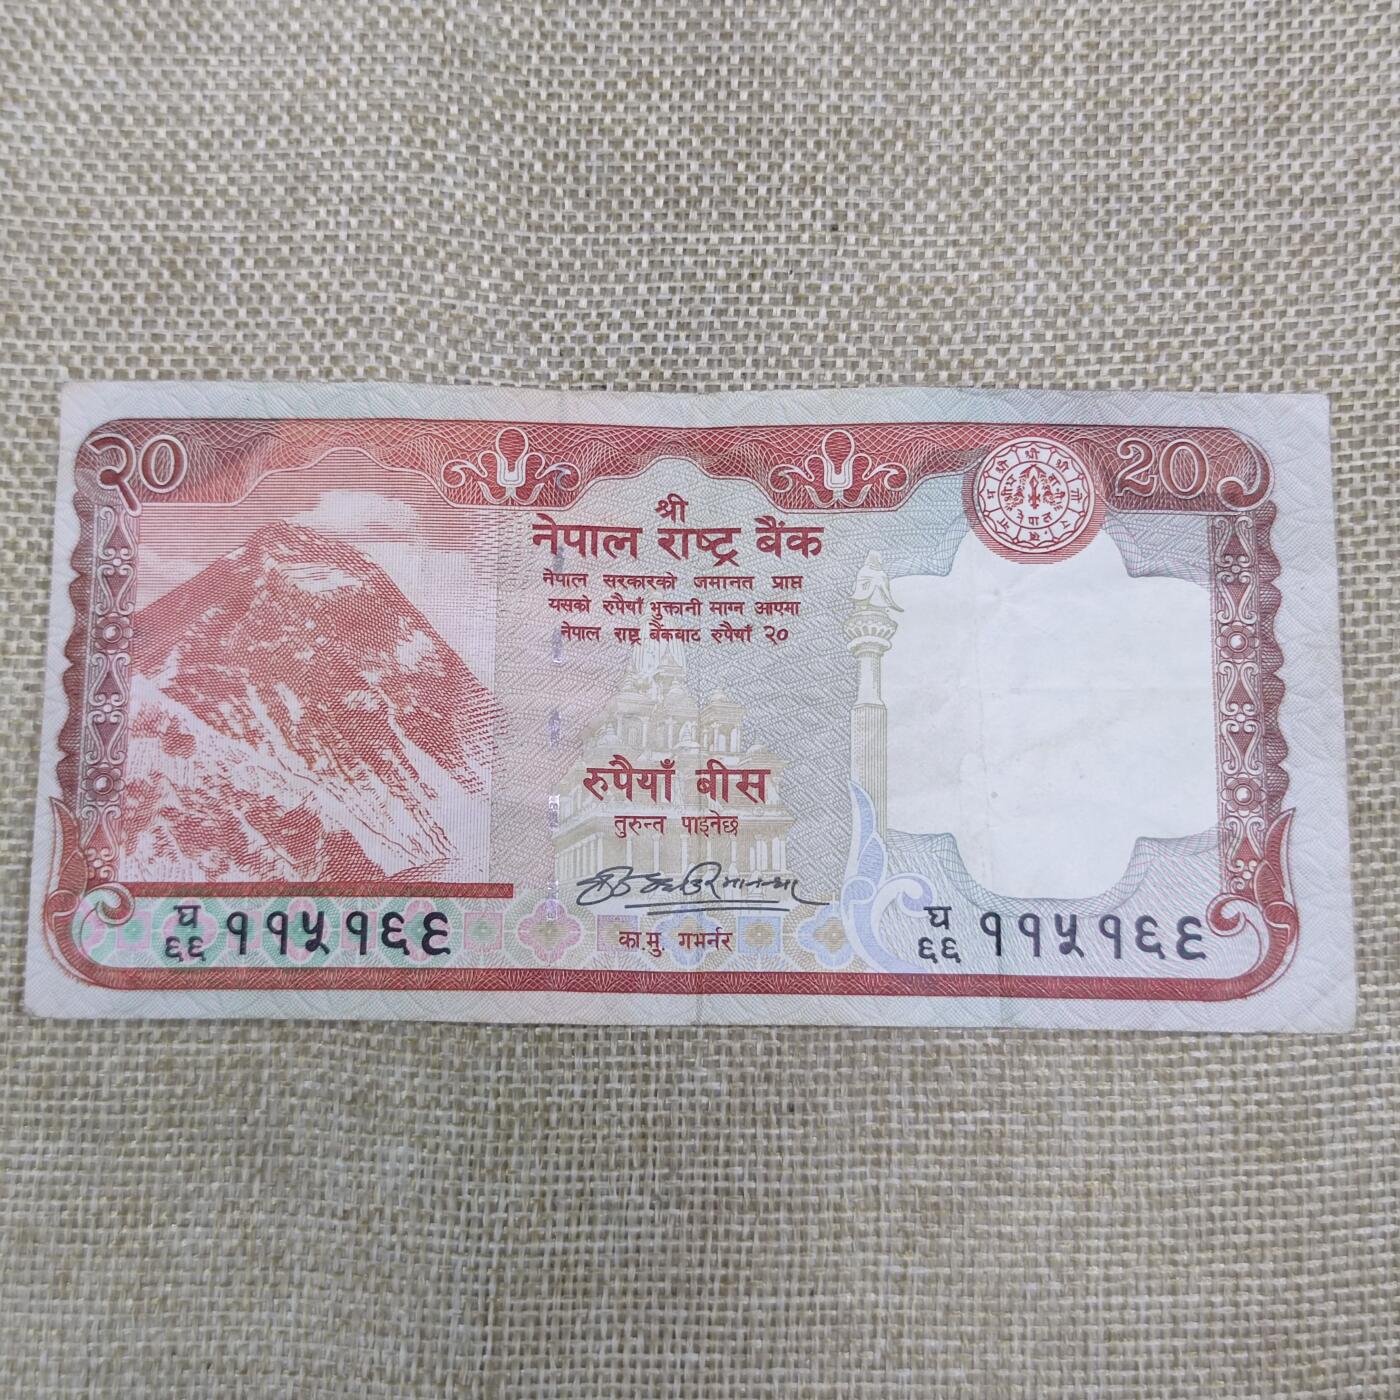 २० 20
श्री
नेपाल राष्ट्र बैंक
नेपाल सरकारको जमानत प्राप्त
यसको रुपैयाँ भुक्तानी माग्न आएमा
नेपाल राष्ट्र बैंकबाट रुपैयाँ २०
रुपैयाँ बीस
तुरुन्त पाइनेछ
घ
६६ ११५१६६
घ
६६ ११५१६६
का.मु. गभर्नर